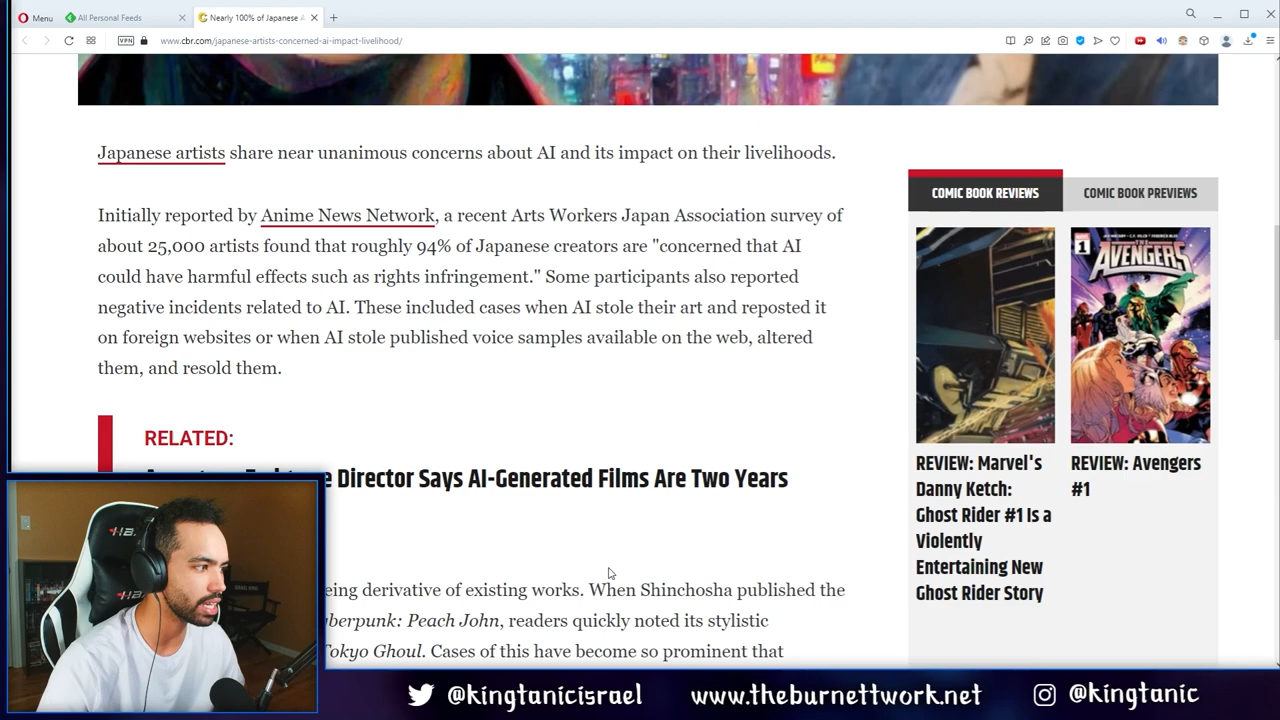 Menu
All Personal Feeds
Nearly 100% of Japanese A
VPN
www.cbr.com/japanese-artists-concerned-ai-impact-livelihood/
Japanese artists share near unanimous concerns about AI and its impact on their livelihoods.
Initially reported by Anime News Network, a recent Arts Workers Japan Association survey of
about 25,000 artists found that roughly 94% of Japanese creators are "concerned that AI
could have harmful effects such as rights infringement." Some participants also reported
negative incidents related to AI. These included cases when AI stole their art and reposted it
on foreign websites or when AI stole published voice samples available on the web, altered
them, and resold them.
RELATED:
Director Says AI-Generated Films Are Two Years
eing derivative of existing works. When Shinchosha published the
yberpunk: Peach John, readers quickly noted its stylistic
Tokyo Ghoul. Cases of this have become so prominent that
COMIC BOOK REVIEWS
COMIC BOOK PREVIEWS
1
THE
AVENGERS
REVIEW: Marvel's
Danny Ketch:
Ghost Rider #1 Is a
Violently
Entertaining New
Ghost Rider Story
REVIEW: Avengers
#1
@kingtanicisrael
www.theburnettwork.net
@kingtanic